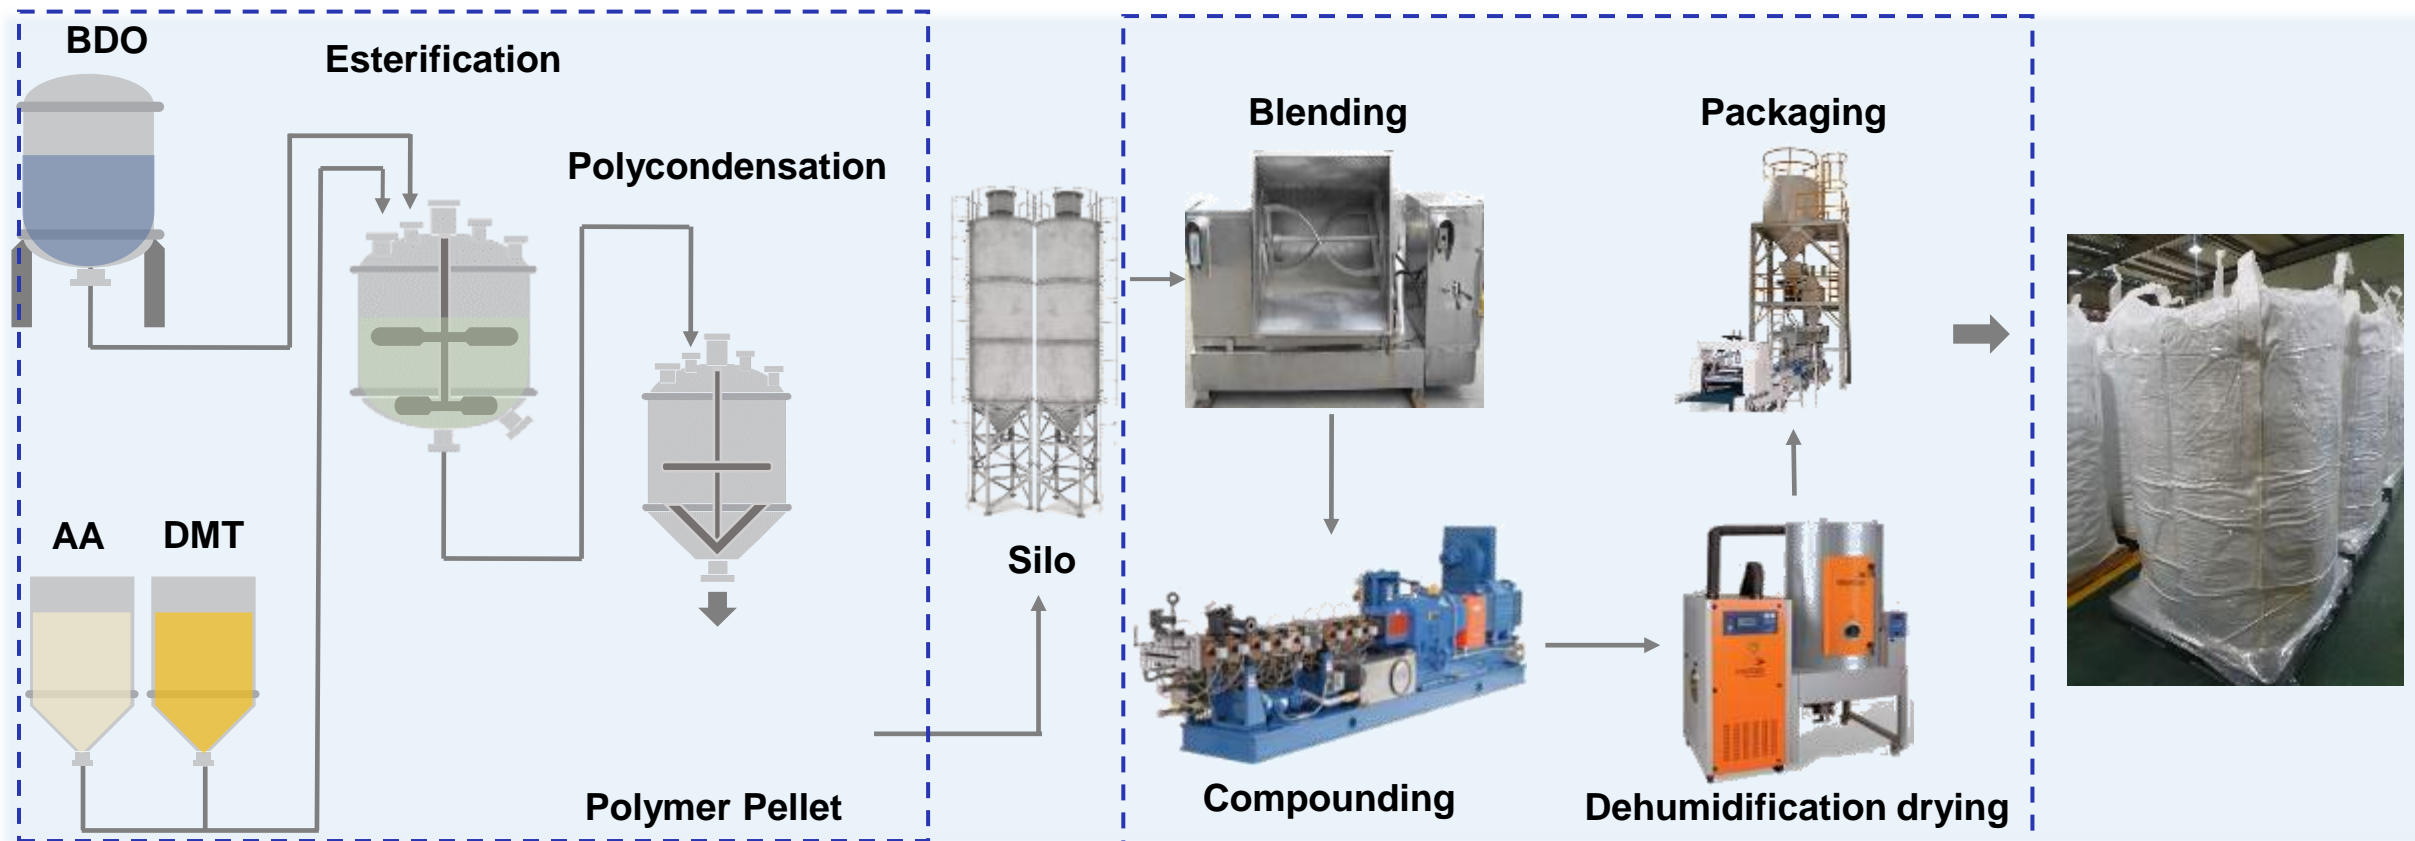 BDO
Esterification
Polycondensation
AA
DMT
Polymer Pellet
Silo
Blending
Compounding
Dehumidification drying
Packaging